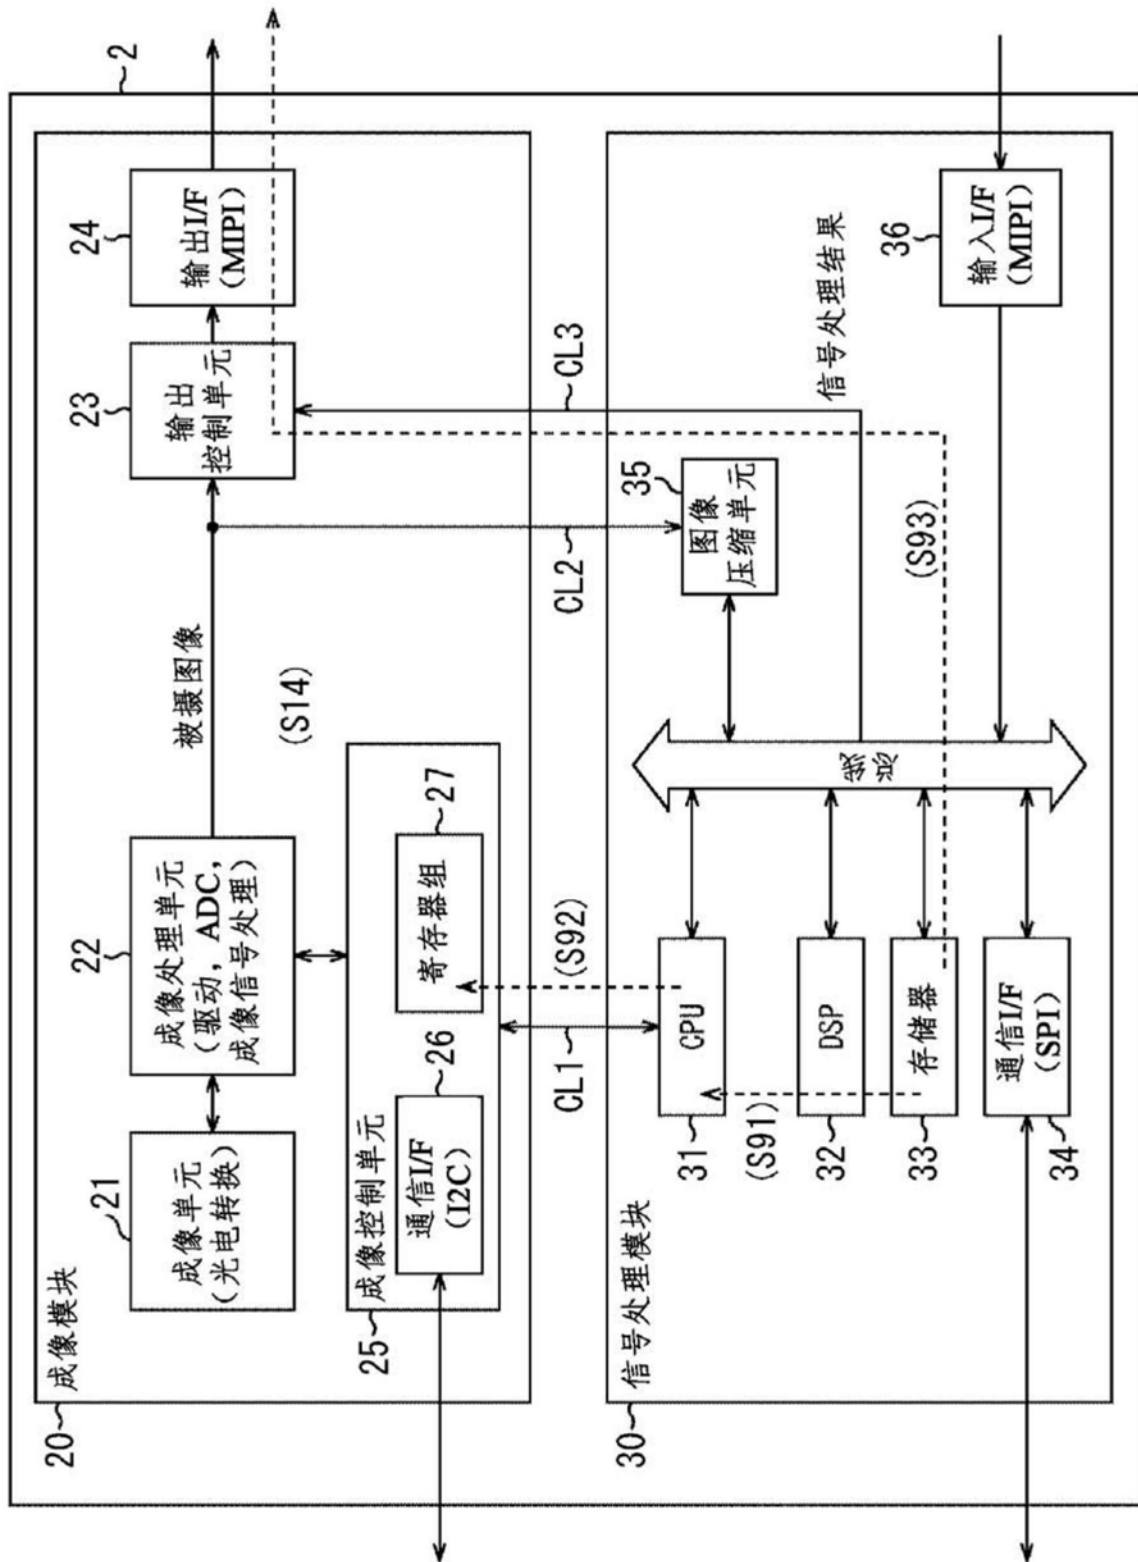 2
20
成像模块
21
成像单元
(光电转换)
22
成像处理单元
(驱动, ADC,
成像信号处理)
被摄图像
(S14)
23
输出
控制单元
24
输出I/F
(MIPI)
25
成像控制单元
26
通信I/F
(I2C)
27
寄存器组
CL1
(S92)
CL2
CL3
30
信号处理模块
31
CPU
(S91)
32
DSP
33
存储器
34
通信I/F
(SPI)
总线
35
图像
压缩单元
(S93)
信号处理结果
36
输入I/F
(MIPI)